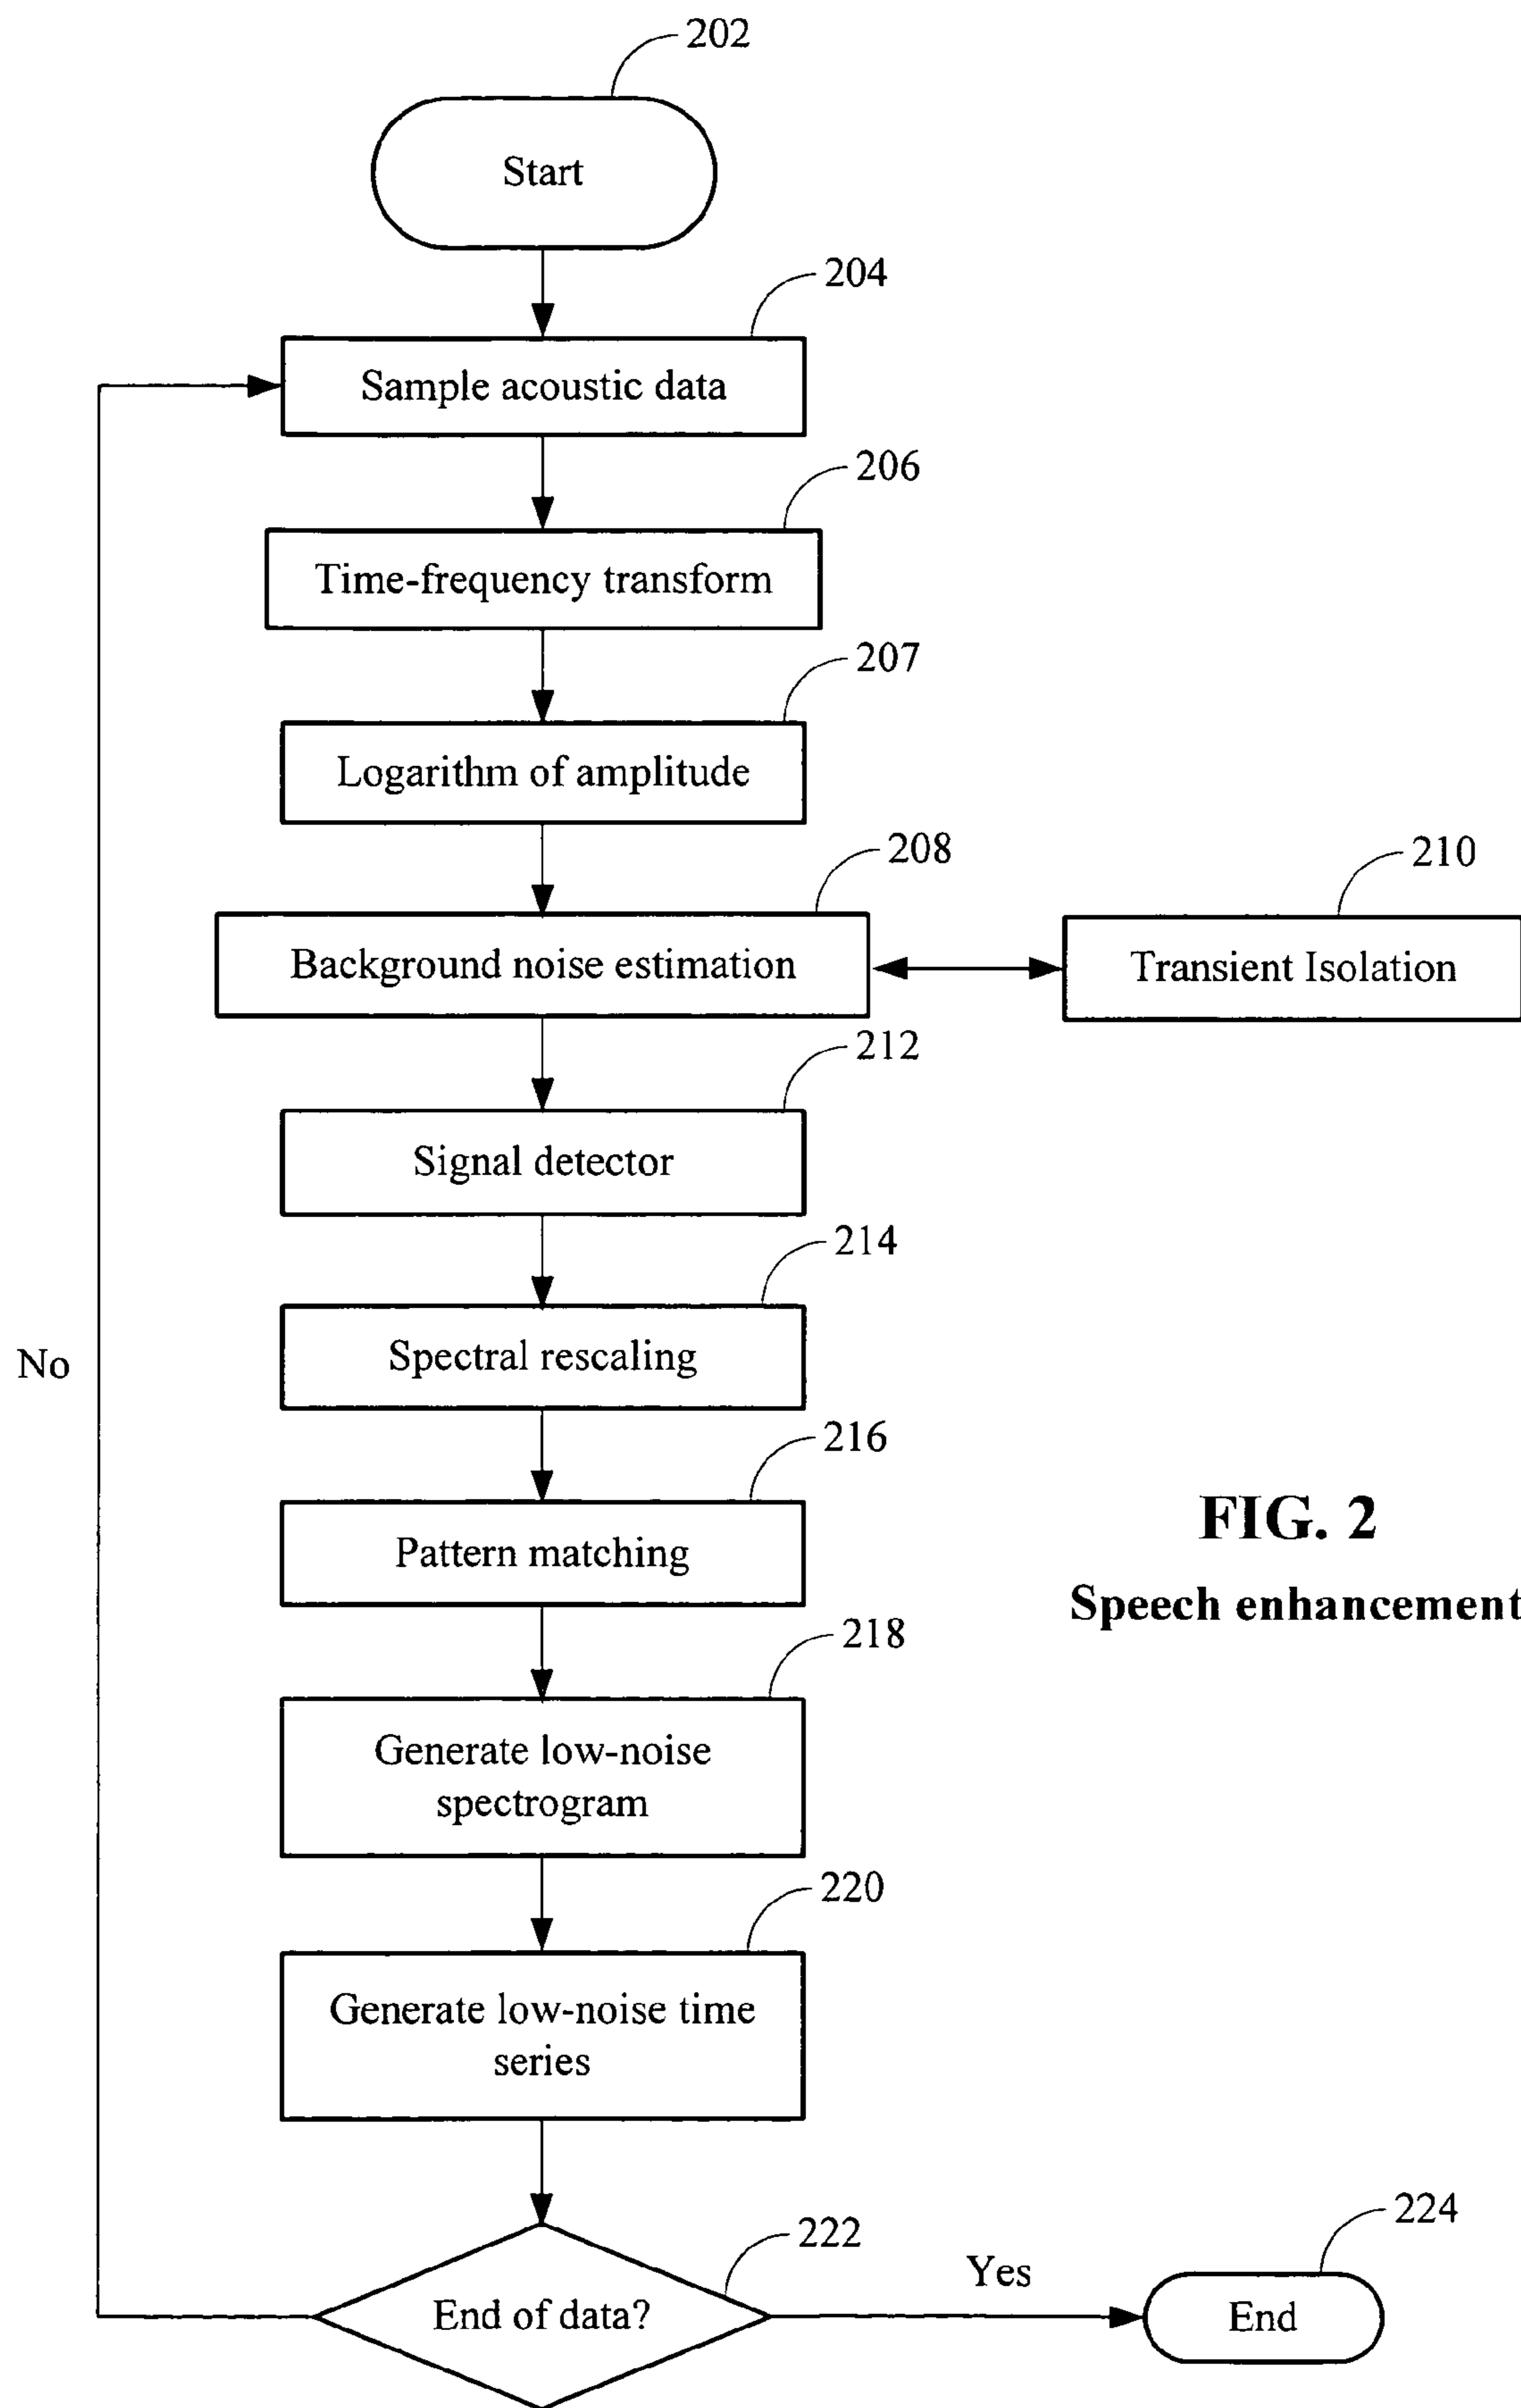 202
Start
204
Sample acoustic data
206
Time-frequency transform
207
Logarithm of amplitude
208
Background noise estimation
210
Transient Isolation
212
Signal detector
214
Spectral rescaling
No
216
Pattern matching
FIG. 2
Speech enhancement
218
Generate low-noise
spectrogram
220
Generate low-noise time
series
222
End of data?
Yes
224
End